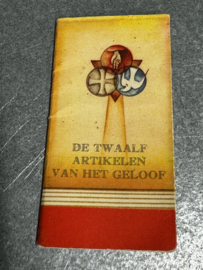 DE TWAALF
ARTIKELEN
VAN HET GELOOF